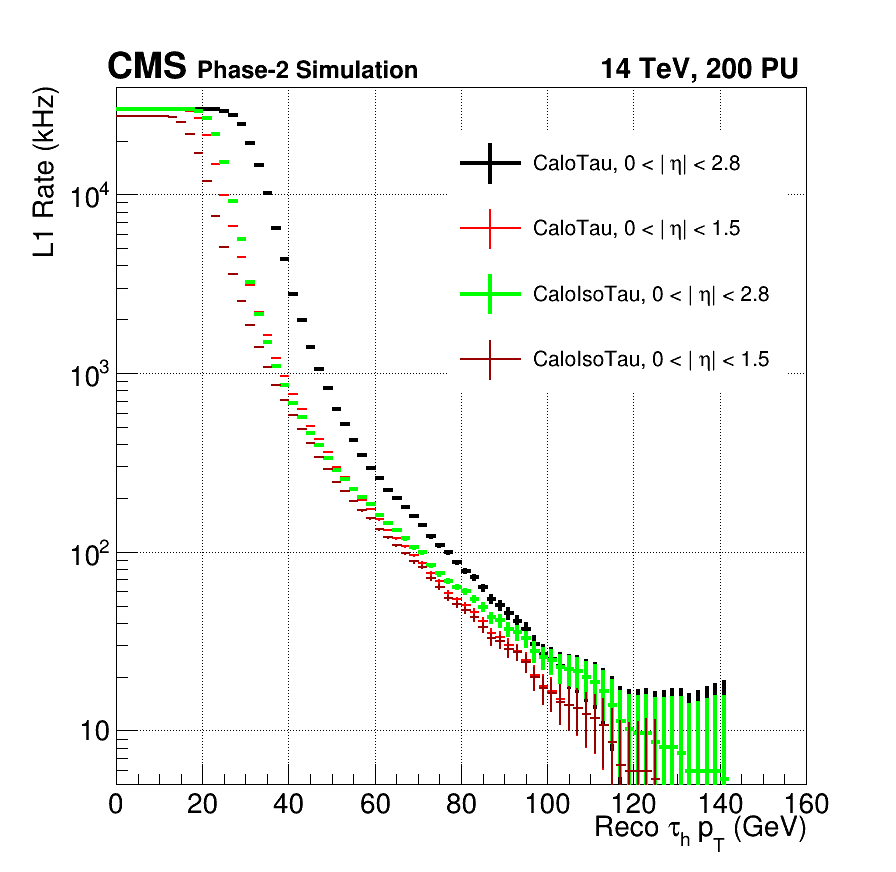 CMS Phase-2 Simulation 14 TeV, 200 PU
L1 Rate (kHz)
CaloTau, 0 < | η| < 2.8
CaloTau, 0 < | η| < 1.5
CaloIsoTau, 0 < | η| < 2.8
CaloIsoTau, 0 < | η| < 1.5
10⁴
10³
10²
10
0 20 40 60 80 100 120 140 160
Reco τh pT (GeV)